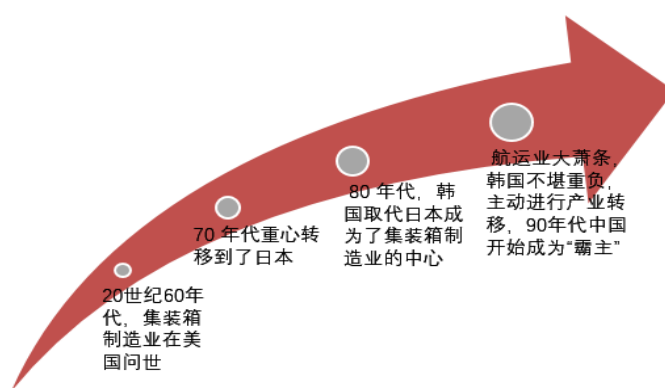 20世纪60年
代，集装箱
制造业在美
国问世
70 年代重心转
移到了日本
80 年代，韩
国取代日本成
为了集装箱制
造业的中心
航运业大萧条，
韩国不堪重负，
主动进行产业转
移，90年代中国
开始成为“霸主”